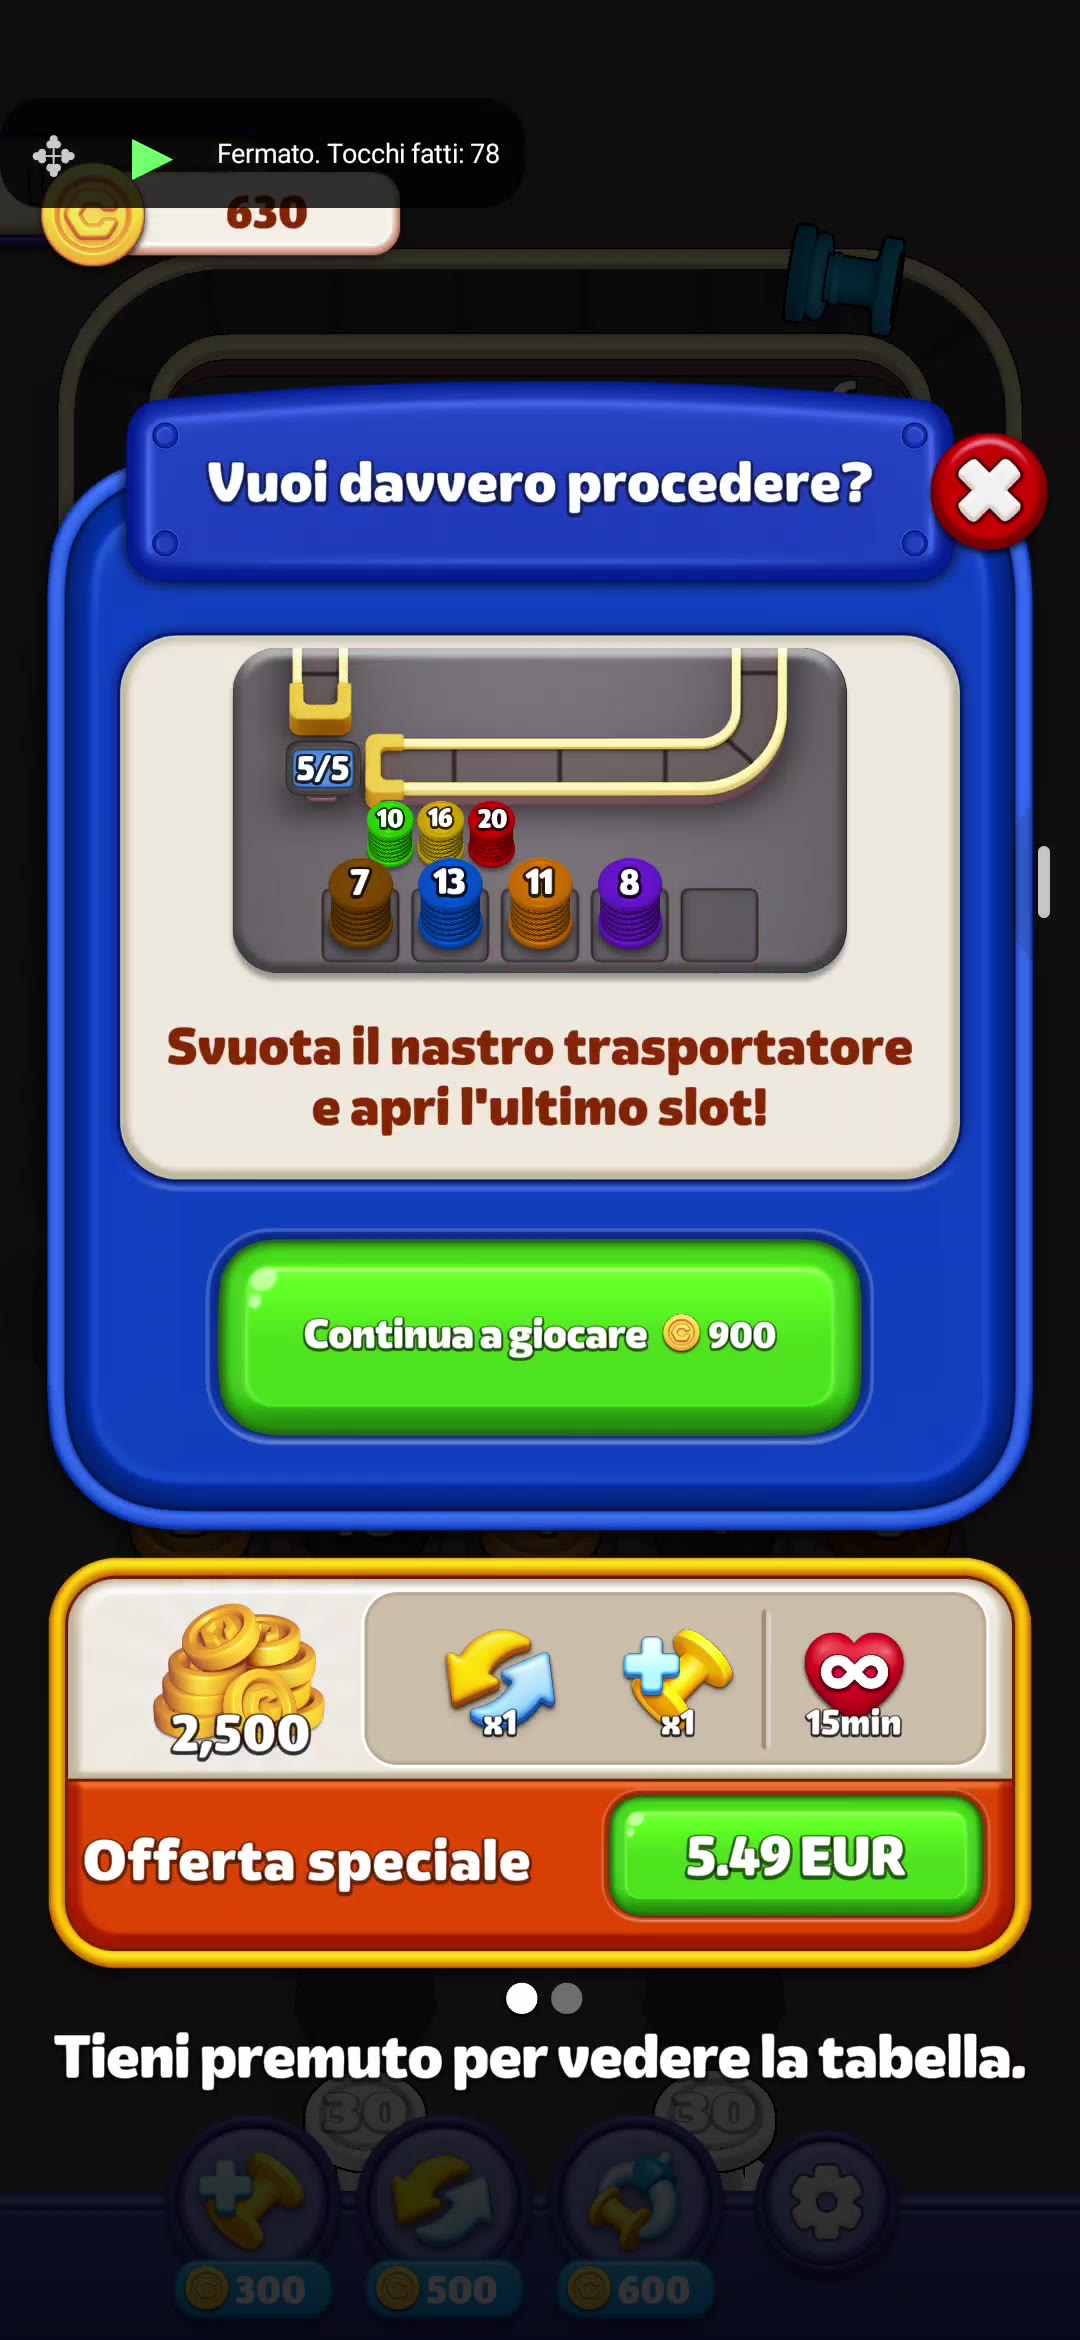 Fermato. Tocchi fatti: 78
630
Vuoi davvero procedere?
5/5
10 16 20
7 13 11 8
Svuota il nastro trasportatore
e apri l'ultimo slot!
Continua a giocare 900
2,500 x1 x1 15min
Offerta speciale 5.49 EUR
Tieni premuto per vedere la tabella.
30 30
300 500 600